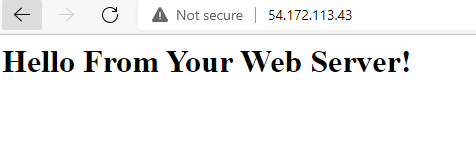 Not secure | 54.172.113.43
Hello From Your Web Server!